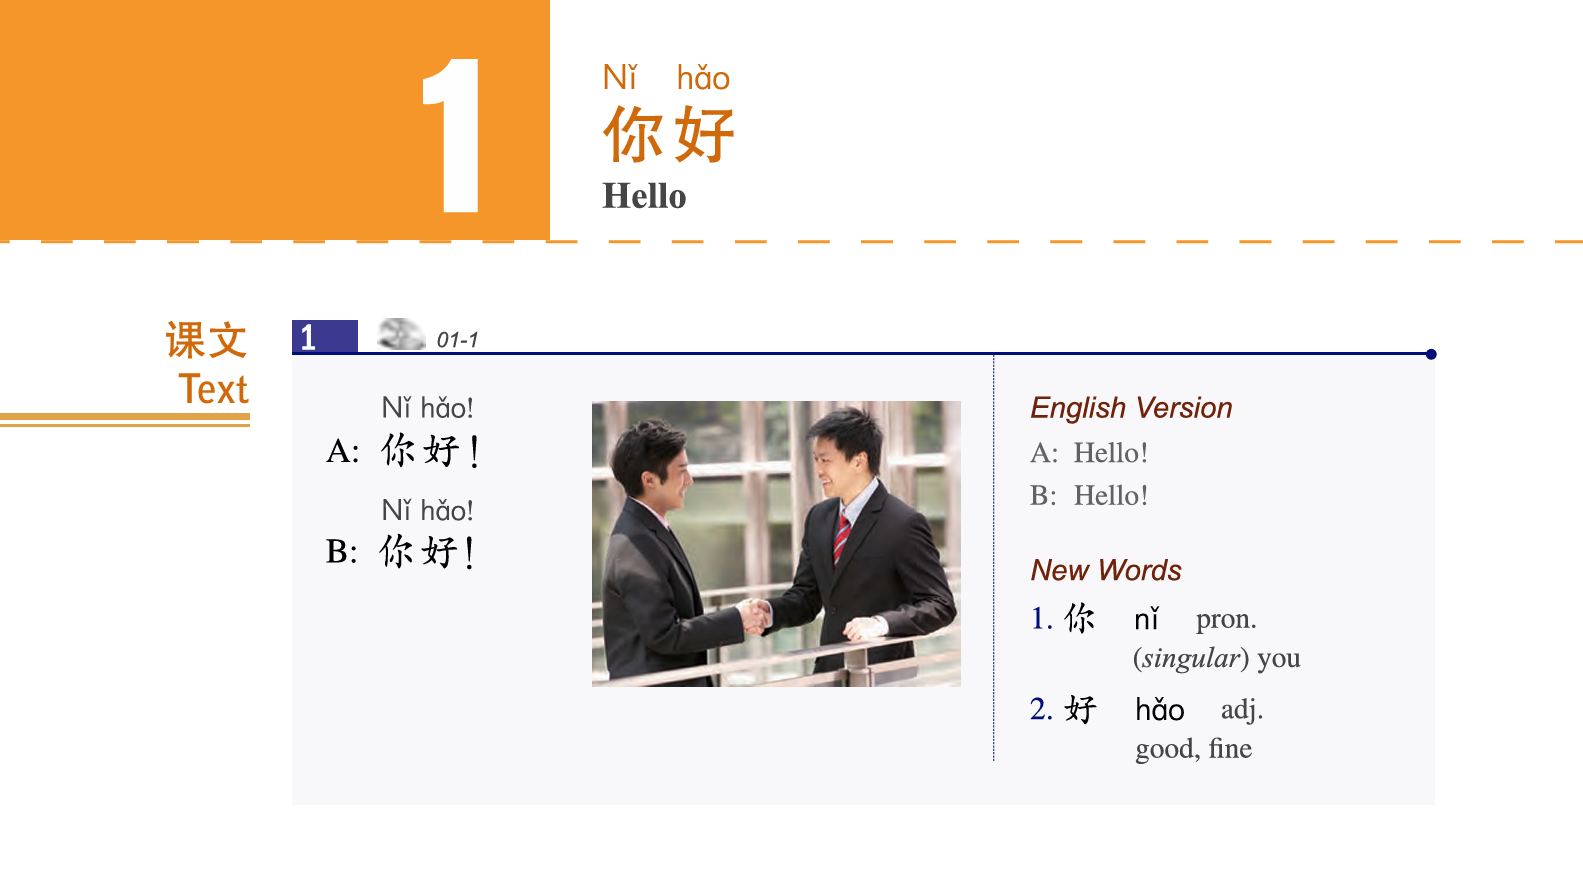 1
Nǐ hǎo
你好
Hello
课文
Text
1 01-1
Nǐ hǎo!
A: 你好！
Nǐ hǎo!
B: 你好！
English Version
A: Hello!
B: Hello!
New Words
1. 你 nǐ pron.
(singular) you
2. 好 hǎo adj.
good, fine